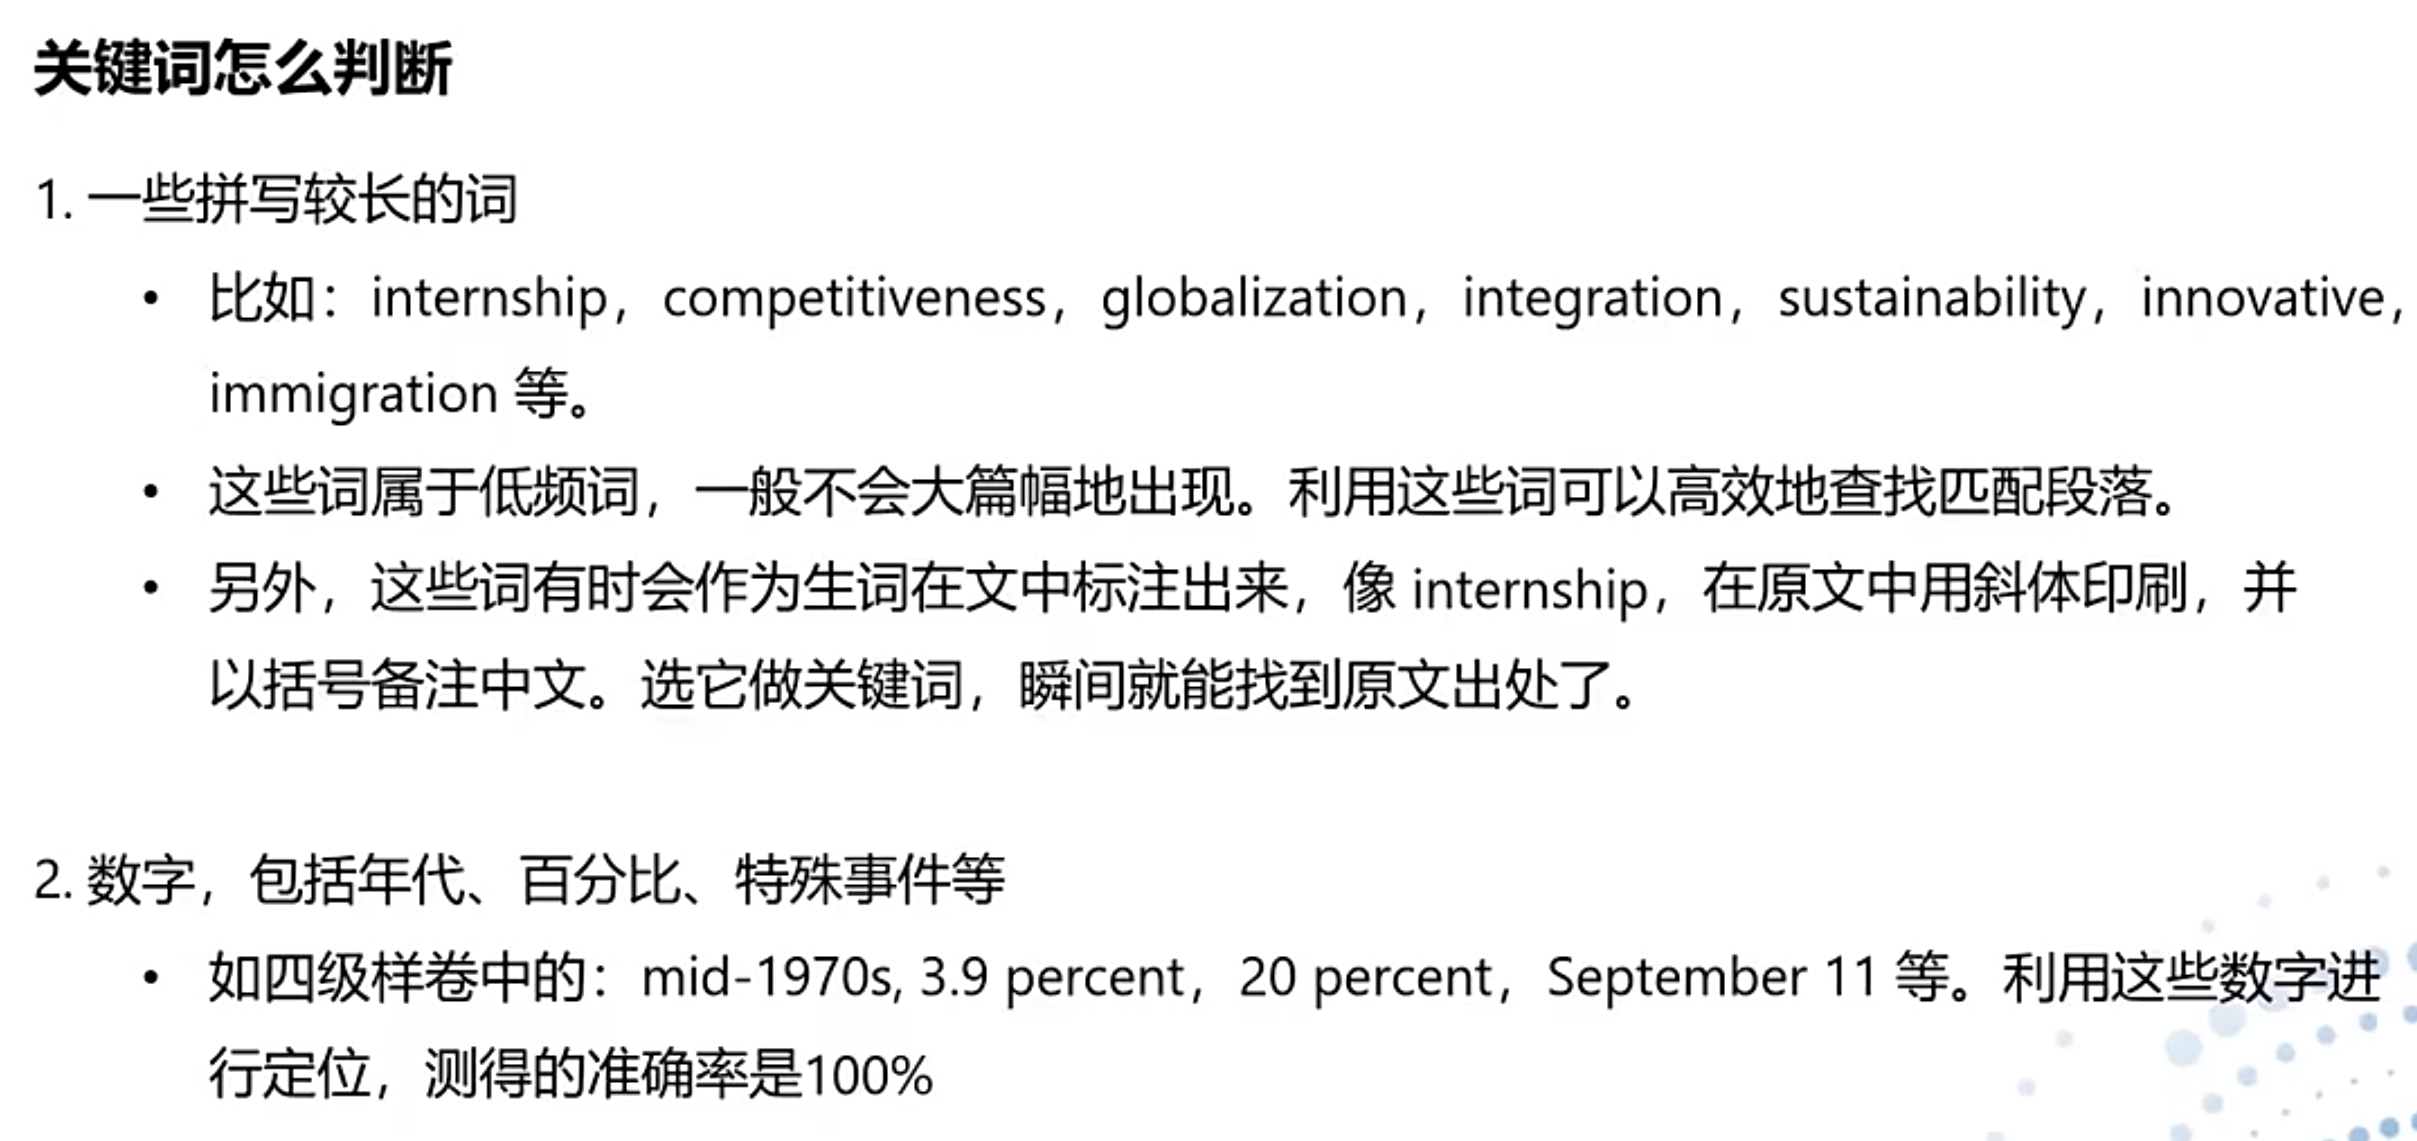 关键词怎么判断
1. 一些拼写较长的词
• 比如：internship，competitiveness，globalization，integration，sustainability，innovative，
immigration 等。
• 这些词属于低频词，一般不会大篇幅地出现。利用这些词可以高效地查找匹配段落。
• 另外，这些词有时会作为生词在文中标注出来，像 internship，在原文中用斜体印刷，并
以括号备注中文。选它做关键词，瞬间就能找到原文出处了。
2. 数字，包括年代、百分比、特殊事件等
• 如四级样卷中的：mid-1970s, 3.9 percent，20 percent，September 11 等。利用这些数字进
行定位，测得的准确率是100%